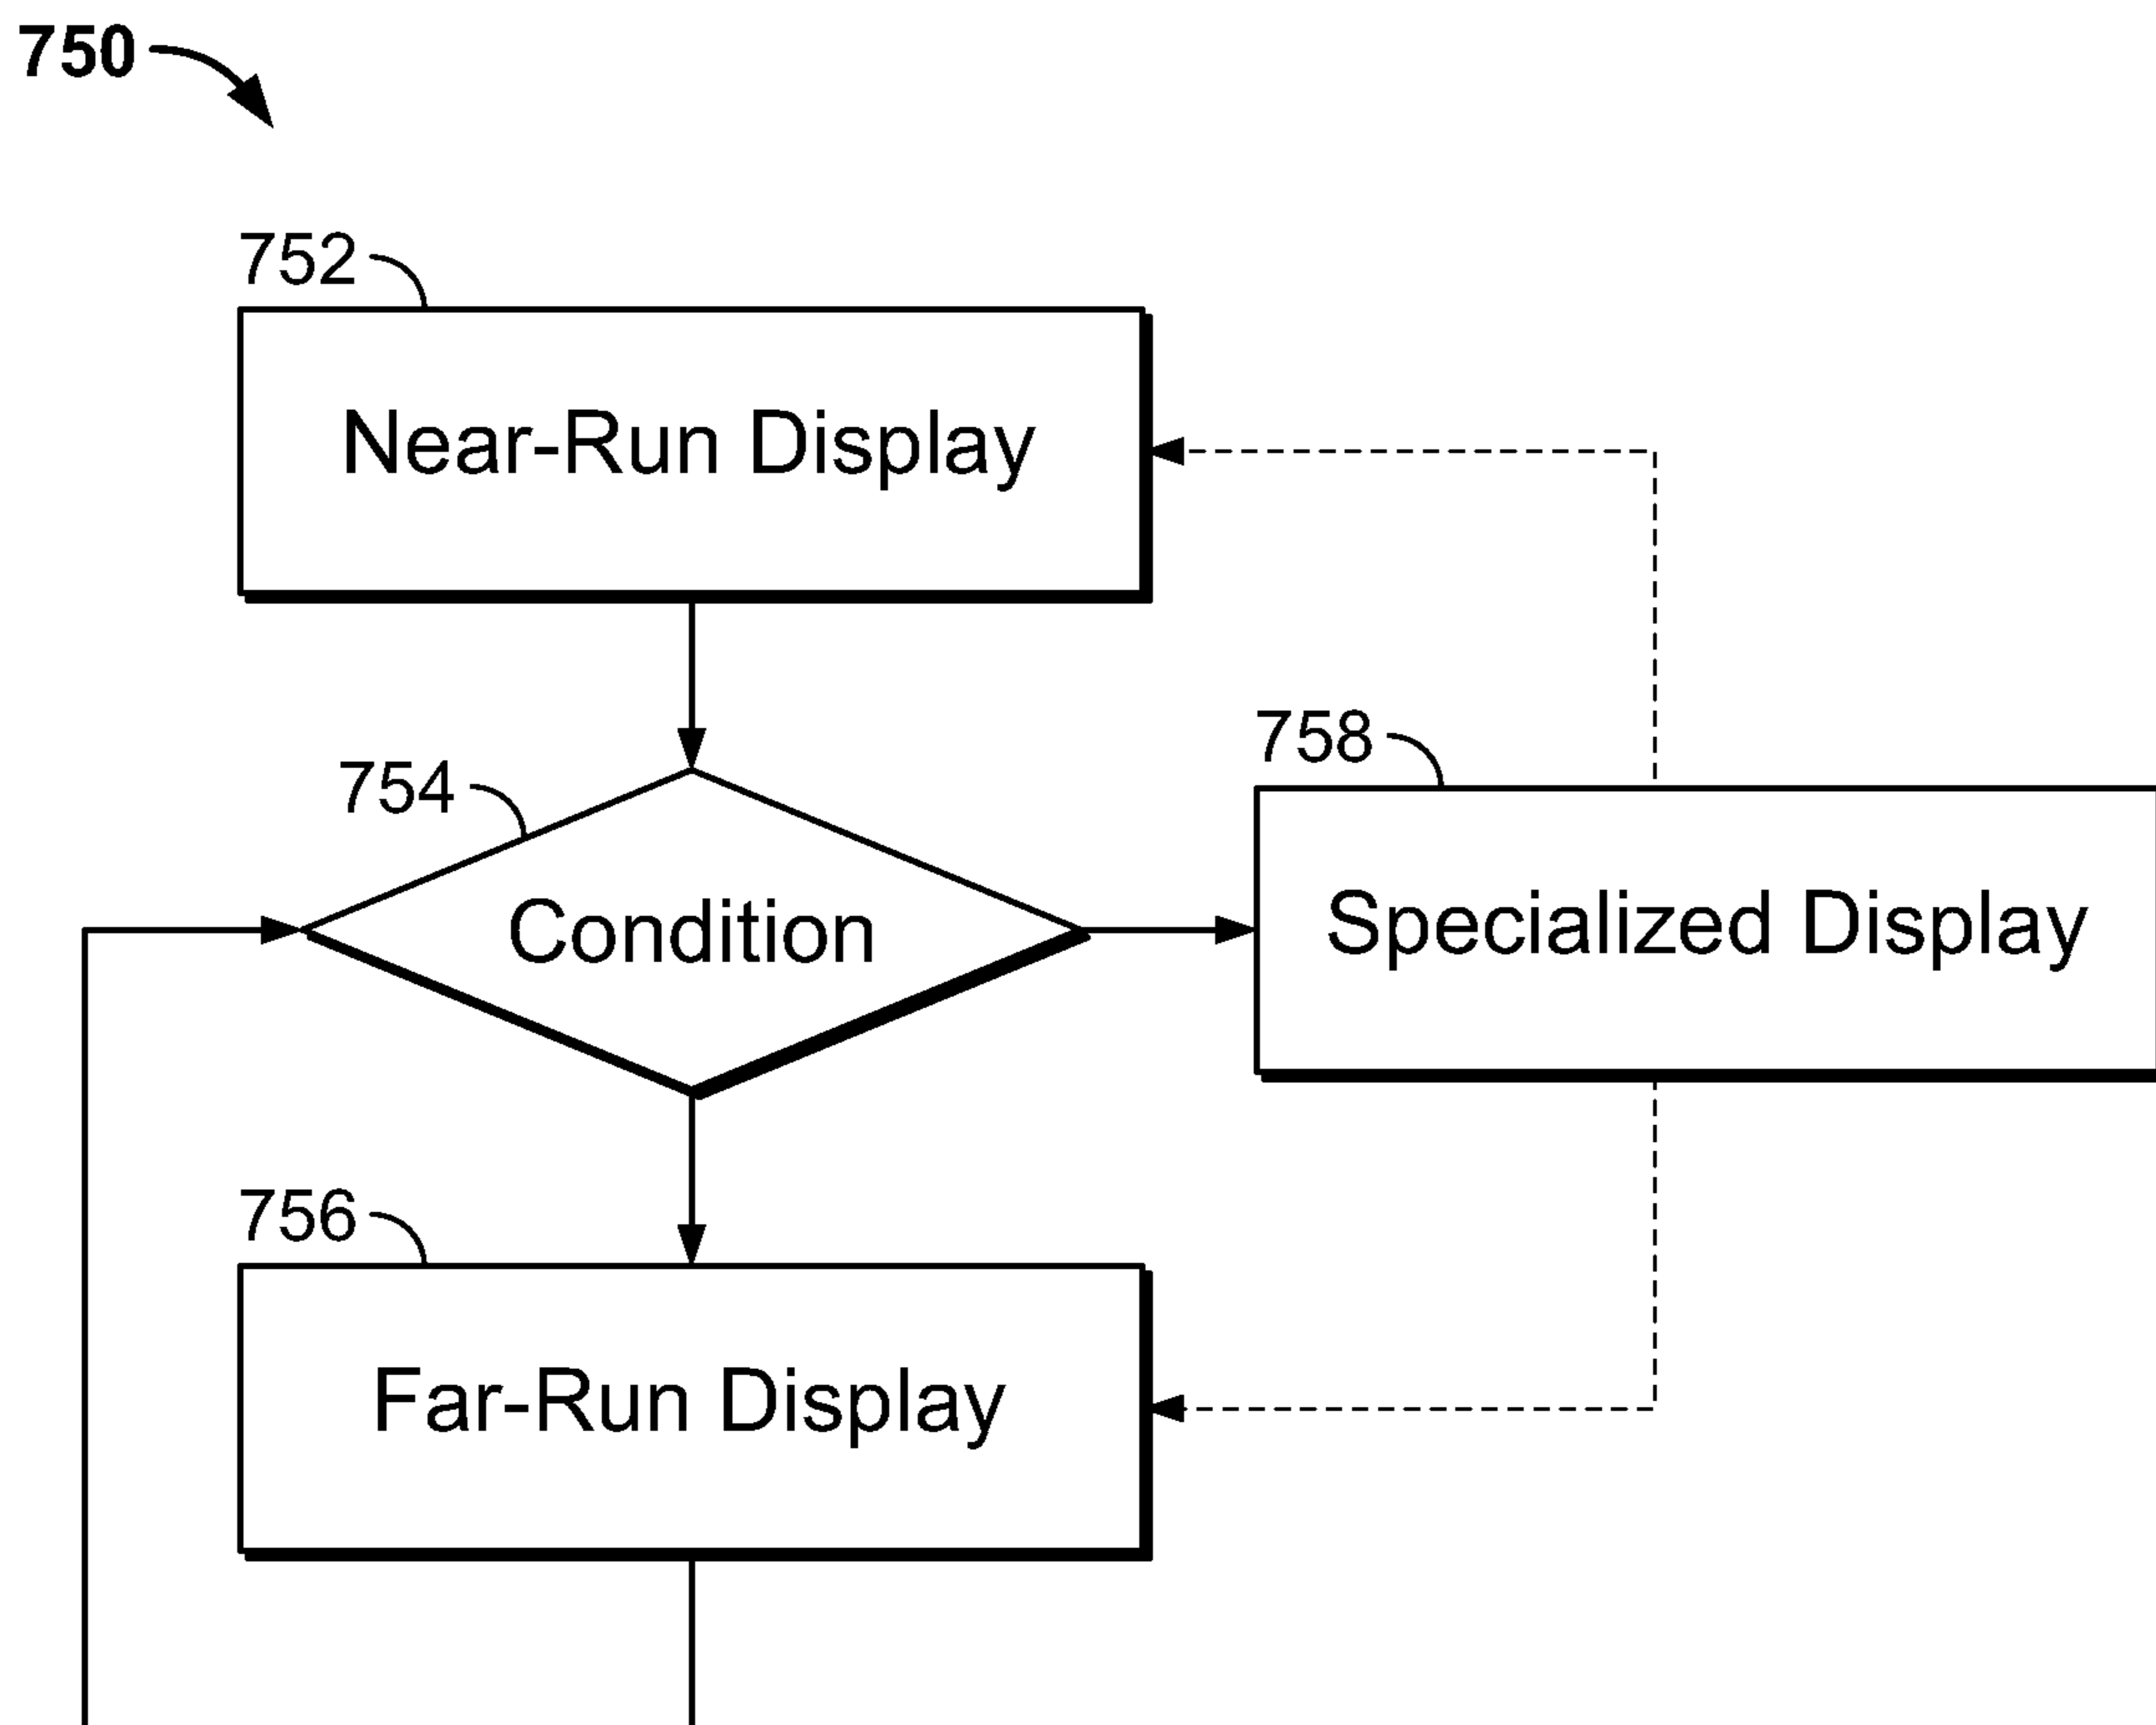 750
752
Near-Run Display
758
754
Condition
Specialized Display
756
Far-Run Display